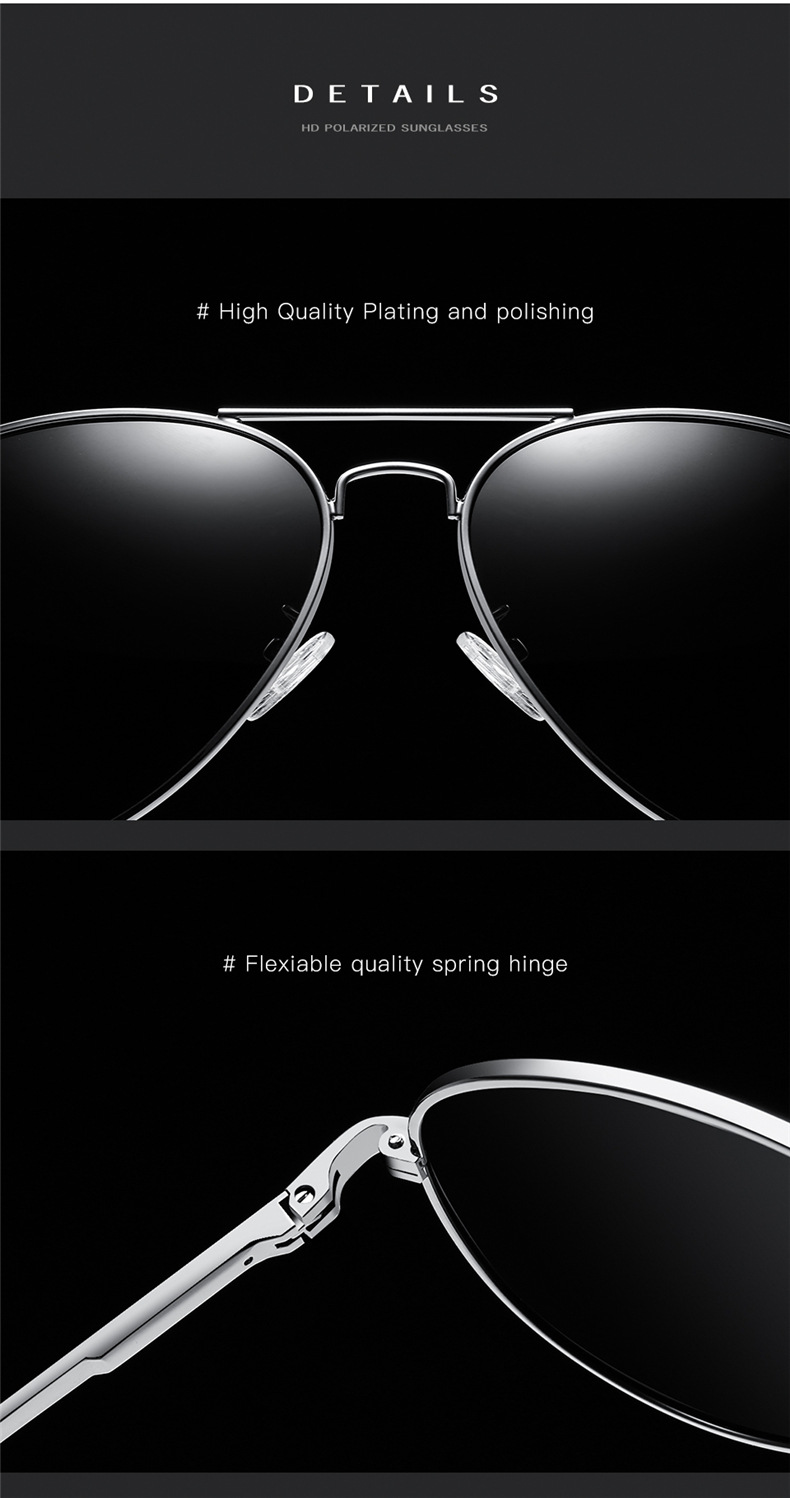 DETAILS
HD POLARIZED SUNGLASSES
# High Quality Plating and polishing
# Flexiable quality spring hinge